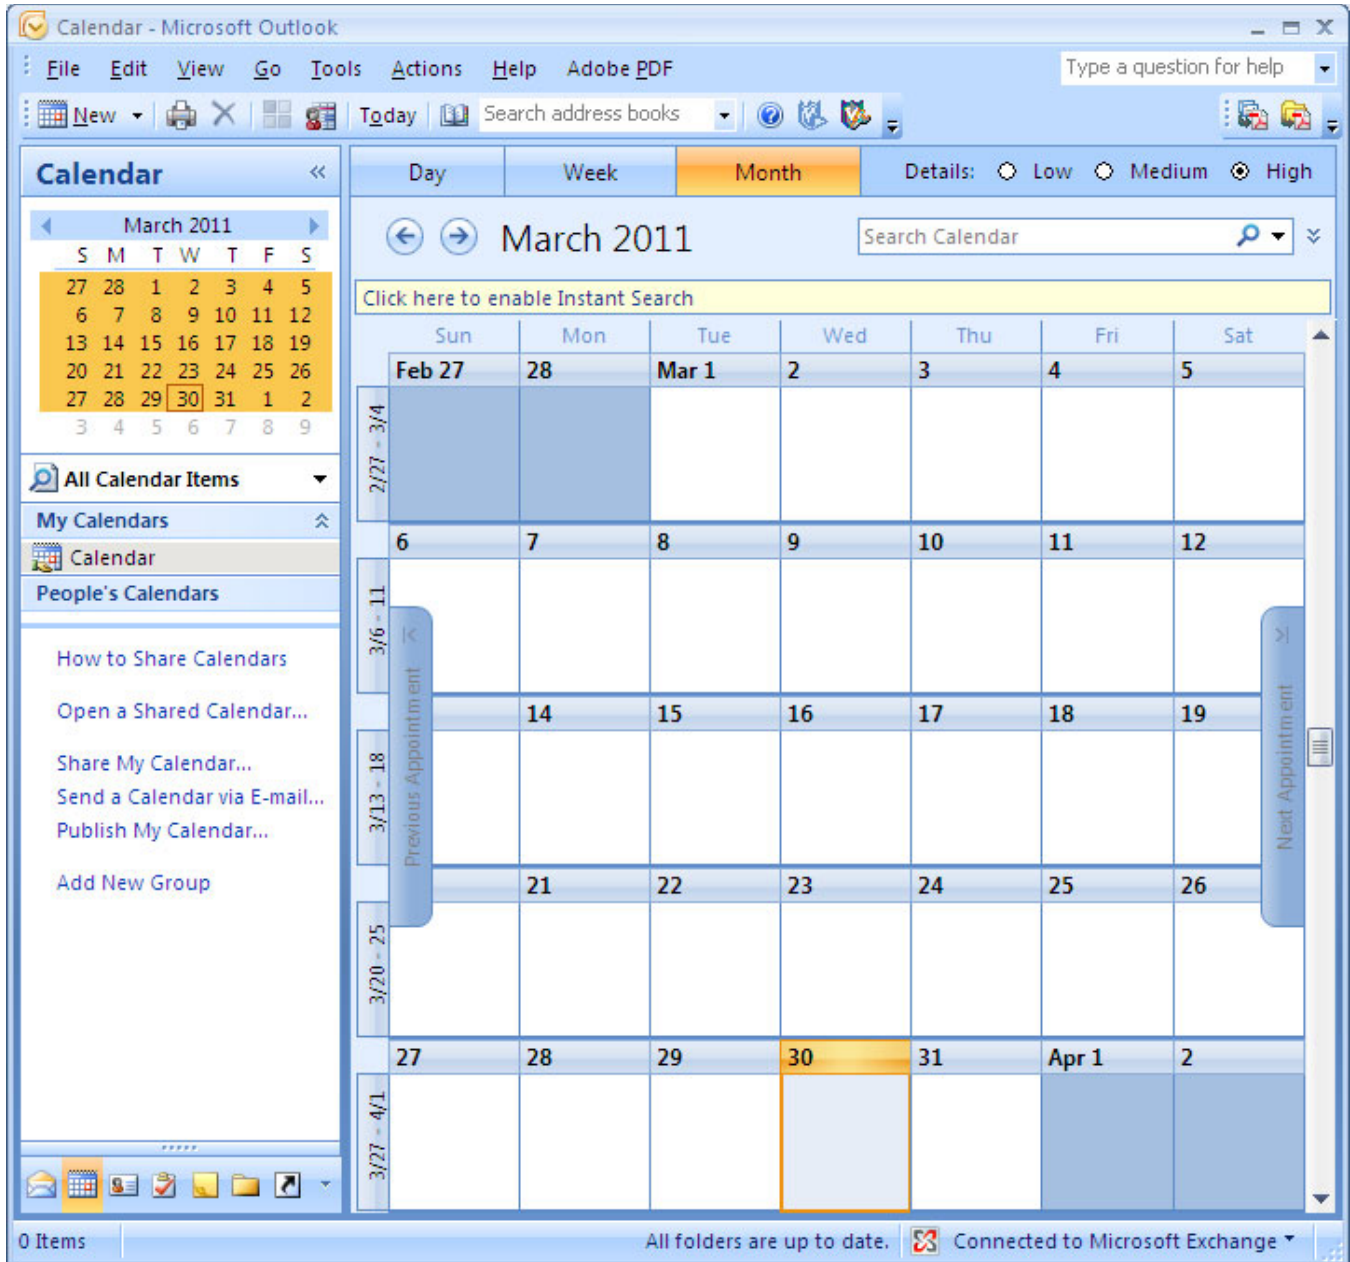 Calendar - Microsoft Outlook
File Edit View Go Tools Actions Help Adobe PDF Type a question for help
New Today Search address books
Calendar «
March 2011
S M T W T F S
27 28 1 2 3 4 5
6 7 8 9 10 11 12
13 14 15 16 17 18 19
20 21 22 23 24 25 26
27 28 29 30 31 1 2
3 4 5 6 7 8 9
All Calendar Items
My Calendars
Calendar
People's Calendars
How to Share Calendars
Open a Shared Calendar...
Share My Calendar...
Send a Calendar via E-mail...
Publish My Calendar...
Add New Group
Day Week Month Details: Low Medium High
March 2011 Search Calendar
Click here to enable Instant Search
Sun Mon Tue Wed Thu Fri Sat
Feb 27 28 Mar 1 2 3 4 5
2/27 - 3/4
6 7 8 9 10 11 12
3/6 - 11
14 15 16 17 18 19
3/13 - 18
Previous Appointment
Next Appointment
21 22 23 24 25 26
3/20 - 25
27 28 29 30 31 Apr 1 2
3/27 - 4/1
0 Items All folders are up to date. Connected to Microsoft Exchange